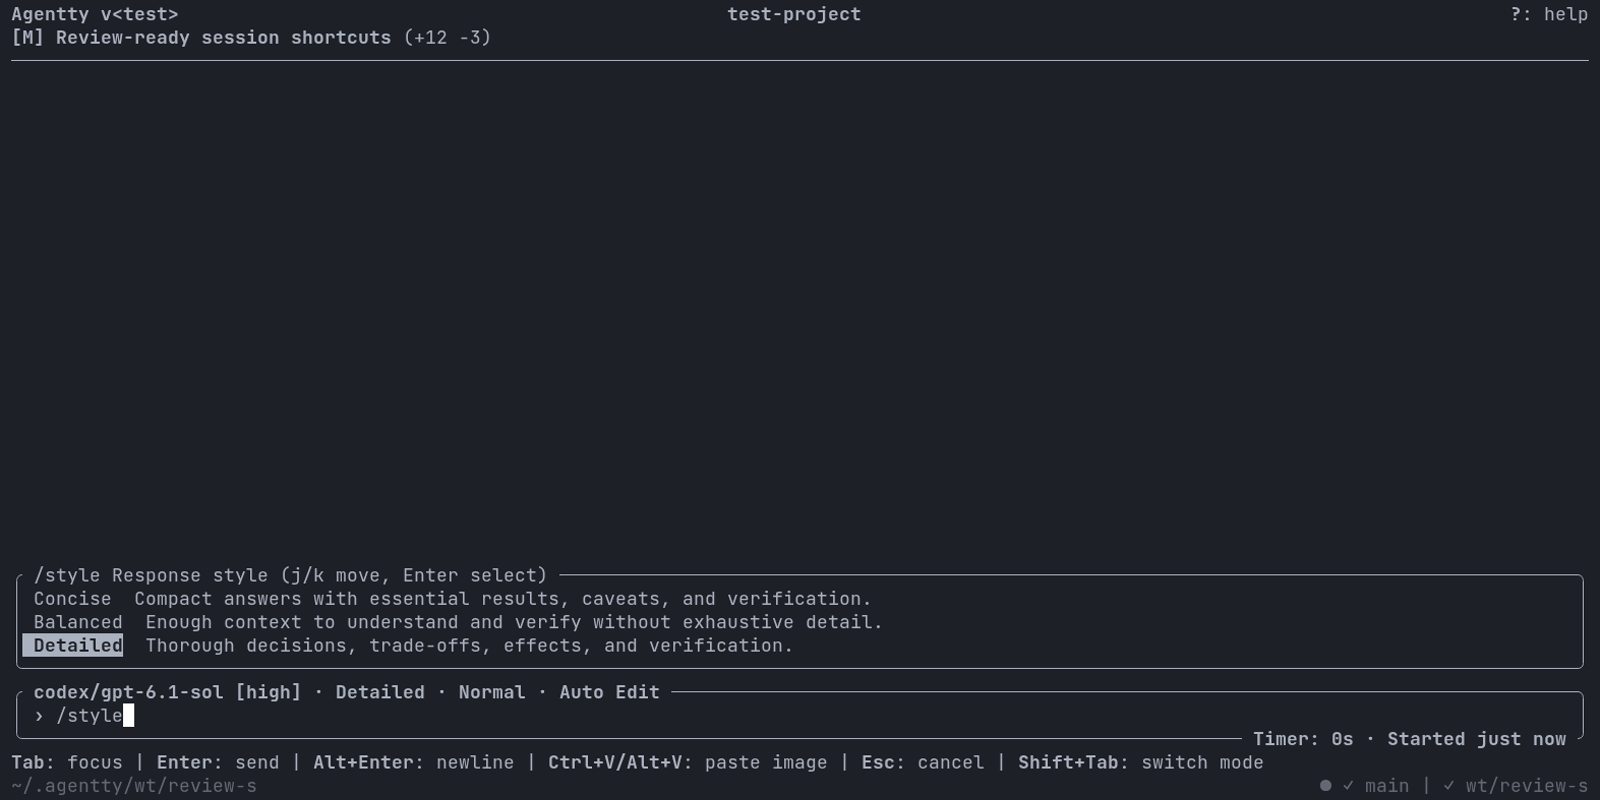 Agentty v<test> test-project ?: help
[M] Review-ready session shortcuts (+12 -3)
/style Response style (j/k move, Enter select)
Concise  Compact answers with essential results, caveats, and verification.
Balanced  Enough context to understand and verify without exhaustive detail.
Detailed  Thorough decisions, trade-offs, effects, and verification.
codex/gpt-6.1-sol [high] · Detailed · Normal · Auto Edit
› /style
Timer: 0s · Started just now
Tab: focus | Enter: send | Alt+Enter: newline | Ctrl+V/Alt+V: paste image | Esc: cancel | Shift+Tab: switch mode
~/.agentty/wt/review-s ● ✓ main | ✓ wt/review-s